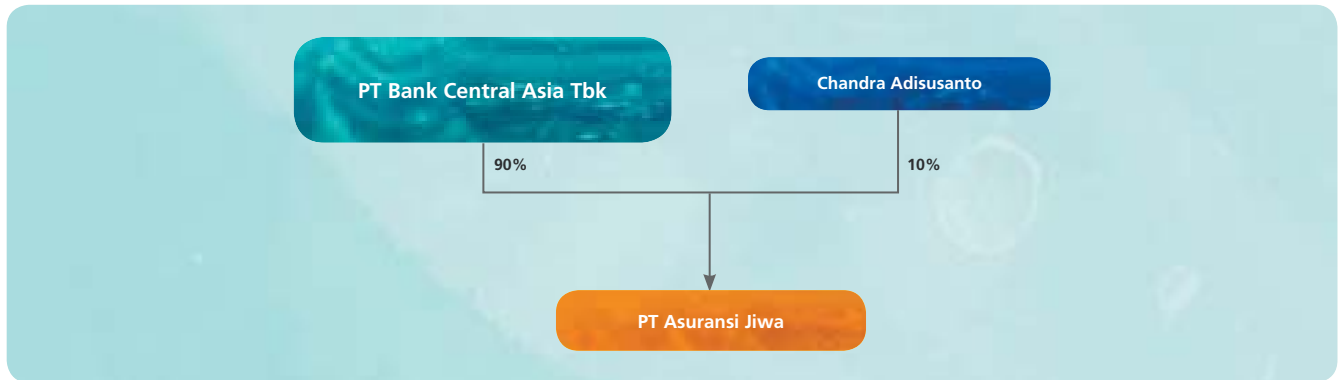 PT Bank Central Asia Tbk
Chandra Adisusanto
90%
10%
PT Asuransi Jiwa